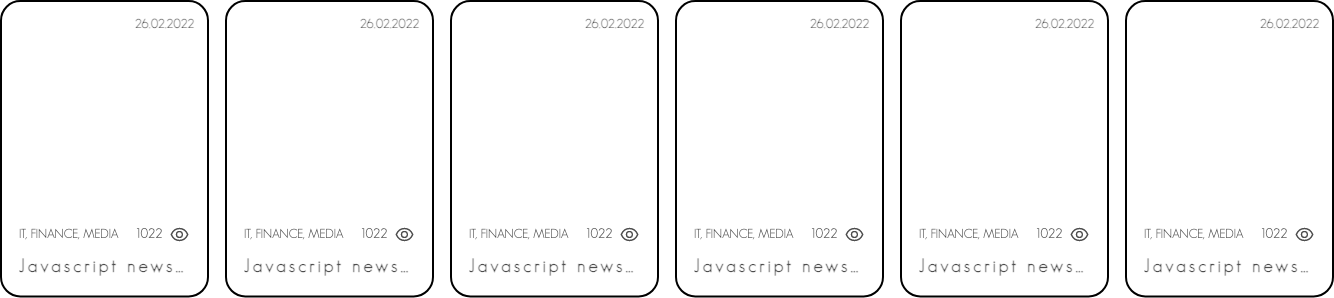 26.02.2022 26.02.2022 26.02.2022 26.02.2022 26.02.2022 26.02.2022
IT, FINANCE, MEDIA 1022 IT, FINANCE, MEDIA 1022 IT, FINANCE, MEDIA 1022 IT, FINANCE, MEDIA 1022 IT, FINANCE, MEDIA 1022 IT, FINANCE, MEDIA 1022
Javascript news... Javascript news... Javascript news... Javascript news... Javascript news... Javascript news...